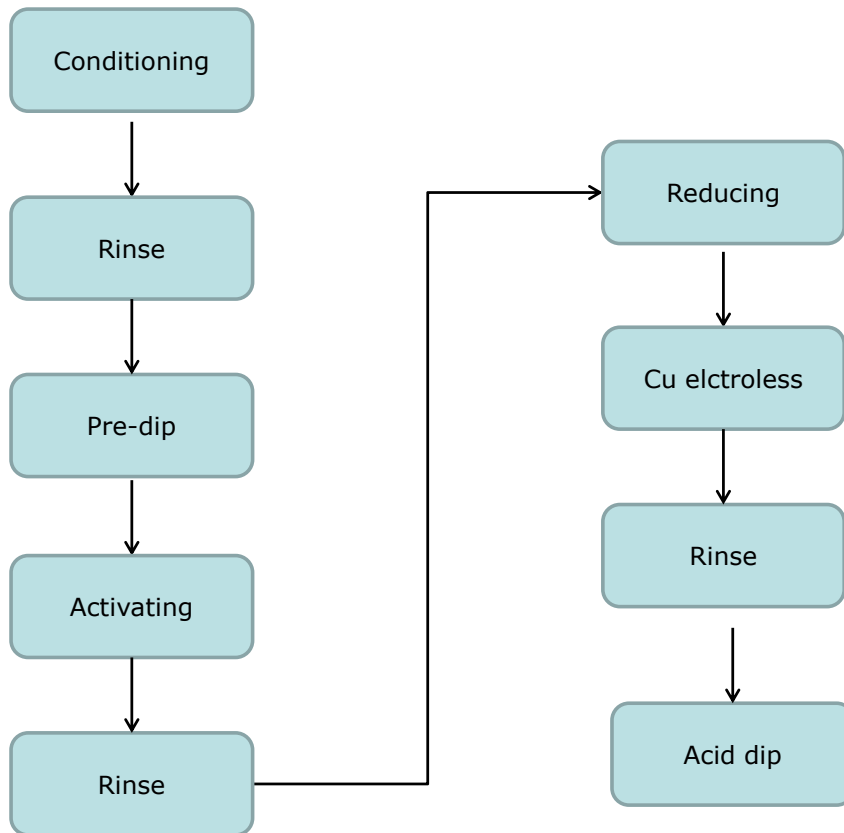 Conditioning
Rinse
Pre-dip
Activating
Rinse
Reducing
Cu elctroless
Rinse
Acid dip